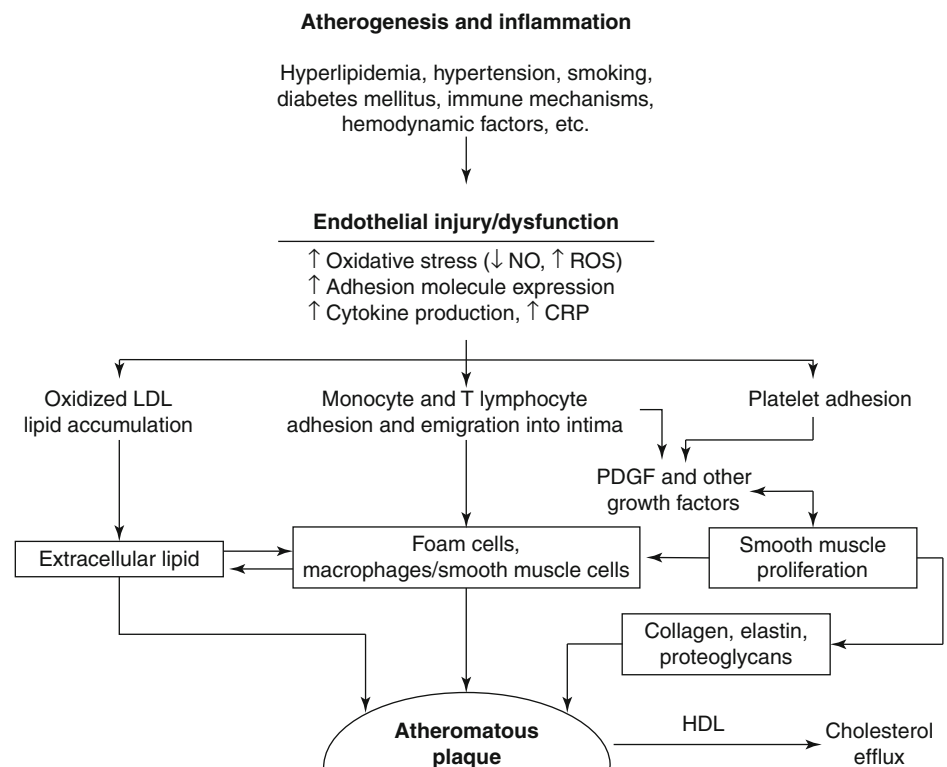 Atherogenesis and inflammation
Hyperlipidemia, hypertension, smoking,
diabetes mellitus, immune mechanisms,
hemodynamic factors, etc.
Endothelial injury/dysfunction
↑ Oxidative stress (↓ NO, ↑ ROS)
↑ Adhesion molecule expression
↑ Cytokine production, ↑ CRP
Oxidized LDL
lipid accumulation
Monocyte and T lymphocyte
adhesion and emigration into intima
Platelet adhesion
PDGF and other
growth factors
Extracellular lipid
Foam cells,
macrophages/smooth muscle cells
Smooth muscle
proliferation
Collagen, elastin,
proteoglycans
Atheromatous
plaque
HDL
Cholesterol
efflux